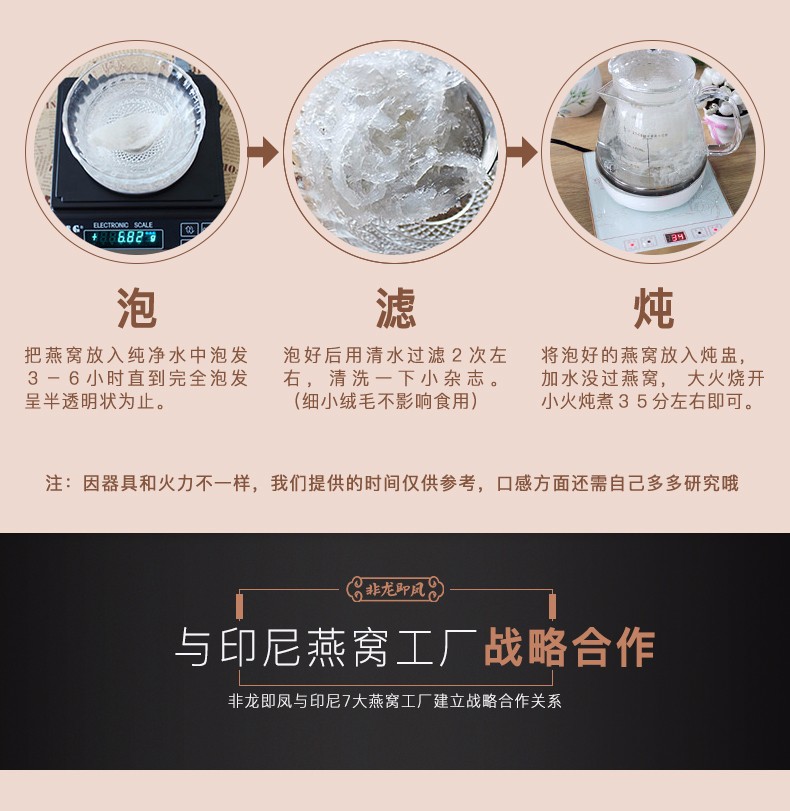 ELECTRONIC SCALE
6.82 g
34
泡
滤
炖
把燕窝放入纯净水中泡发
3－6小时直到完全泡发
呈半透明状为止。
泡好后用清水过滤2次左
右，清洗一下小杂志。
（细小绒毛不影响食用）
将泡好的燕窝放入炖盅，
加水没过燕窝， 大火烧开
小火炖煮35分左右即可。
注：因器具和火力不一样，我们提供的时间仅供参考，口感方面还需自己多多研究哦
非龙即凤
与印尼燕窝工厂战略合作
非龙即凤与印尼7大燕窝工厂建立战略合作关系